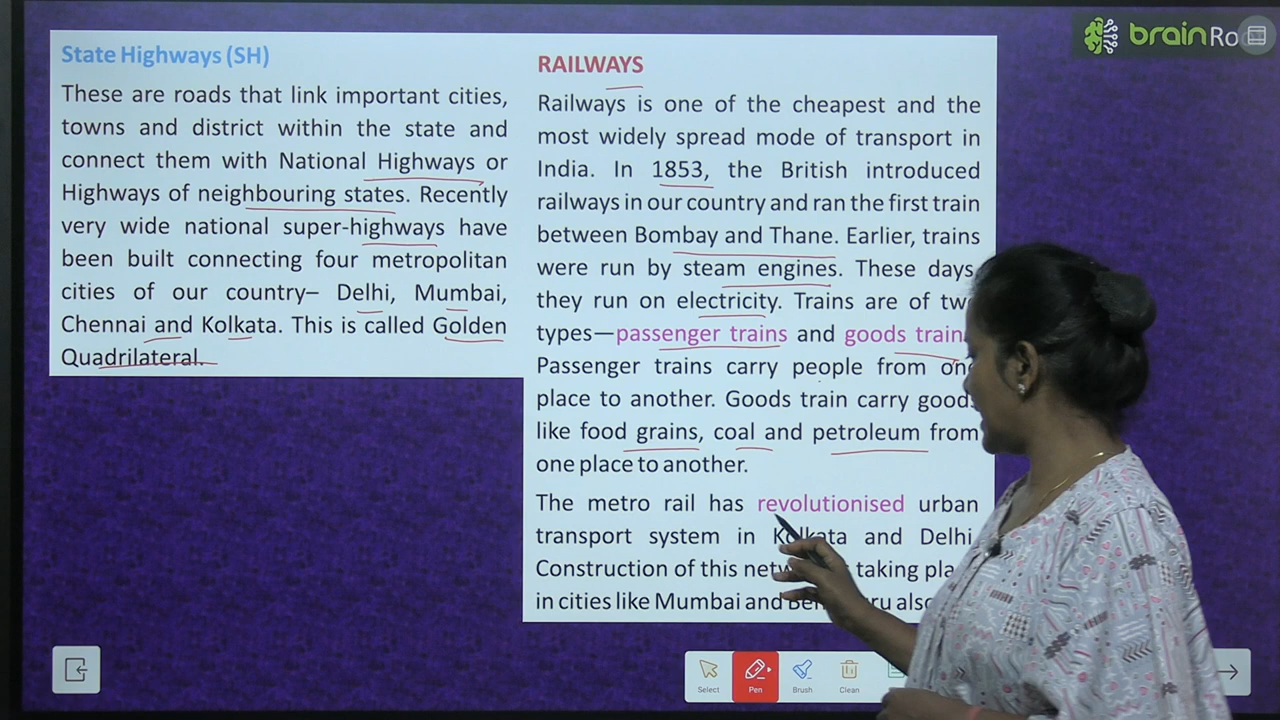 State Highways (SH)
These are roads that link important cities,
towns and district within the state and
connect them with National Highways or
Highways of neighbouring states. Recently
very wide national super-highways have
been built connecting four metropolitan
cities of our country– Delhi, Mumbai,
Chennai and Kolkata. This is called Golden
Quadrilateral.
RAILWAYS
Railways is one of the cheapest and the
most widely spread mode of transport in
India. In 1853, the British introduced
railways in our country and ran the first train
between Bombay and Thane. Earlier, trains
were run by steam engines. These days,
they run on electricity. Trains are of
types—passenger trains and goods
Passenger trains carry people from
place to another. Goods train carry
like food grains, coal and petroleum from
one place to another.
The metro rail has revolutionised urban
transport system in Kolkata and Delhi.
Construction of this taking
in cities like Mumbai and also
brain
Select
Pen
Brush
Clean